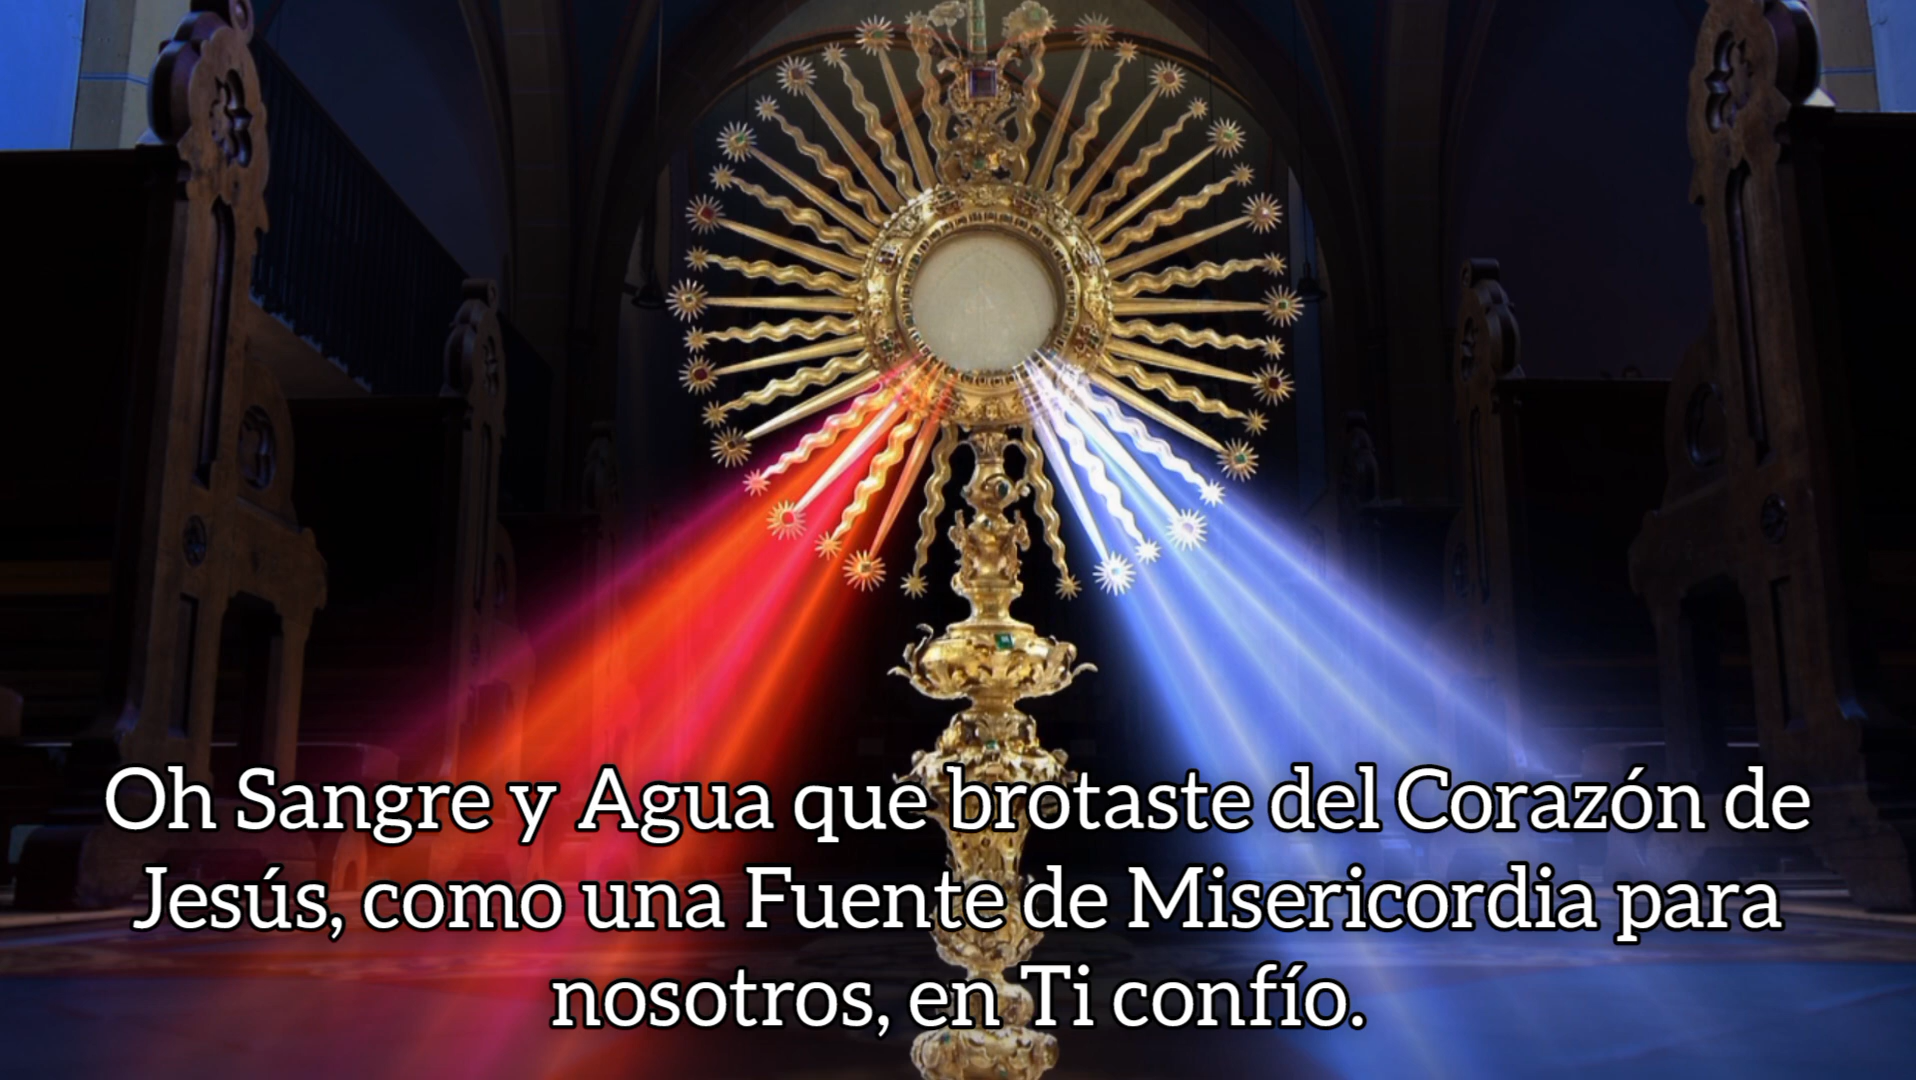 Oh Sangre y Agua que brotaste del Corazón de
Jesús, como una Fuente de Misericordia para
nosotros, en Ti confío.